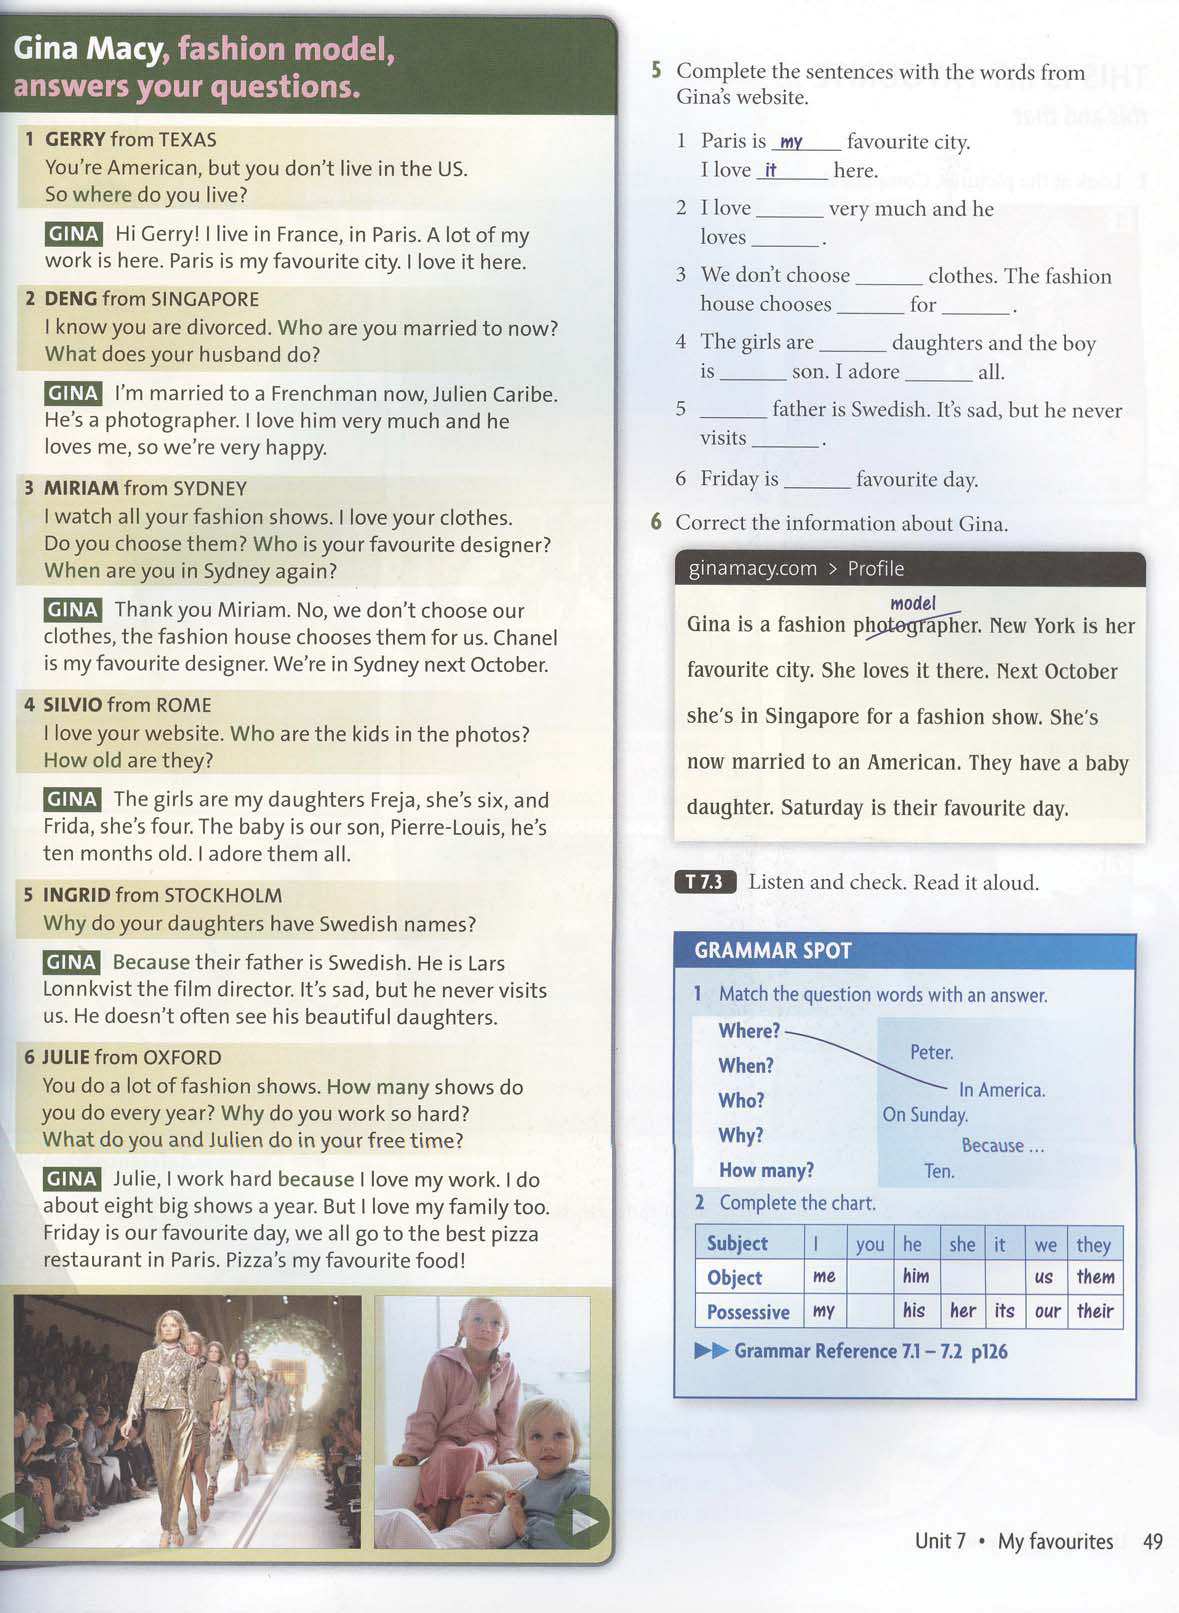 Gina Macy, fashion model,
answers your questions.
1 GERRY from TEXAS
You're American, but you don't live in the US.
So where do you live?
GINA Hi Gerry! I live in France, in Paris. A lot of my
work is here. Paris is my favourite city. I love it here.
2 DENG from SINGAPORE
I know you are divorced. Who are you married to now?
What does your husband do?
GINA I'm married to a Frenchman now, Julien Caribe.
He's a photographer. I love him very much and he
loves me, so we're very happy.
3 MIRIAM from SYDNEY
I watch all your fashion shows. I love your clothes.
Do you choose them? Who is your favourite designer?
When are you in Sydney again?
GINA Thank you Miriam. No, we don't choose our
clothes, the fashion house chooses them for us. Chanel
is my favourite designer. We're in Sydney next October.
4 SILVIO from ROME
I love your website. Who are the kids in the photos?
How old are they?
GINA The girls are my daughters Freja, she's six, and
Frida, she's four. The baby is our son, Pierre-Louis, he's
ten months old. I adore them all.
5 INGRID from STOCKHOLM
Why do your daughters have Swedish names?
GINA Because their father is Swedish. He is Lars
Lonnkvist the film director. It's sad, but he never visits
us. He doesn't often see his beautiful daughters.
6 JULIE from OXFORD
You do a lot of fashion shows. How many shows do
you do every year? Why do you work so hard?
What do you and Julien do in your free time?
GINA Julie, I work hard because I love my work. I do
about eight big shows a year. But I love my family too.
Friday is our favourite day, we all go to the best pizza
restaurant in Paris. Pizza's my favourite food!
5 Complete the sentences with the words from
Gina's website.
1 Paris is my favourite city.
I love it here.
2 I love ______ very much and he
loves ______ .
3 We don't choose ______ clothes. The fashion
house chooses ______ for ______ .
4 The girls are ______ daughters and the boy
is ______ son. I adore ______ all.
5 ______ father is Swedish. It's sad, but he never
visits ______ .
6 Friday is ______ favourite day.
6 Correct the information about Gina.
ginamacy.com > Profile
model
Gina is a fashion photographer. New York is her
favourite city. She loves it there. Next October
she's in Singapore for a fashion show. She's
now married to an American. They have a baby
daughter. Saturday is their favourite day.
T 7.3 Listen and check. Read it aloud.
GRAMMAR SPOT
1 Match the question words with an answer.
Where?
When?
Who?
Why?
How many?
Peter.
In America.
On Sunday.
Because ...
Ten.
2 Complete the chart.
Subject I you he she it we they
Object me him us them
Possessive my his her its our their
Grammar Reference 7.1 – 7.2 p126
Unit 7 • My favourites 49